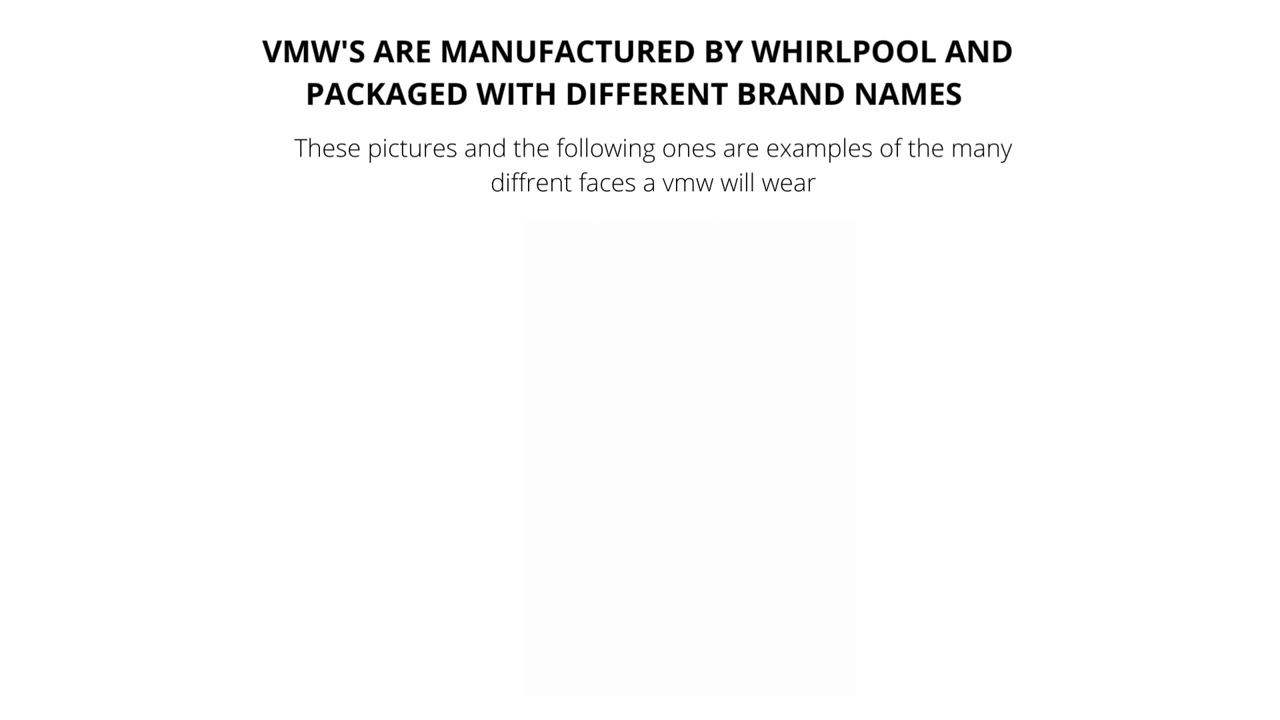 VMW'S ARE MANUFACTURED BY WHIRLPOOL AND
PACKAGED WITH DIFFERENT BRAND NAMES
These pictures and the following ones are examples of the many
diffrent faces a vmw will wear